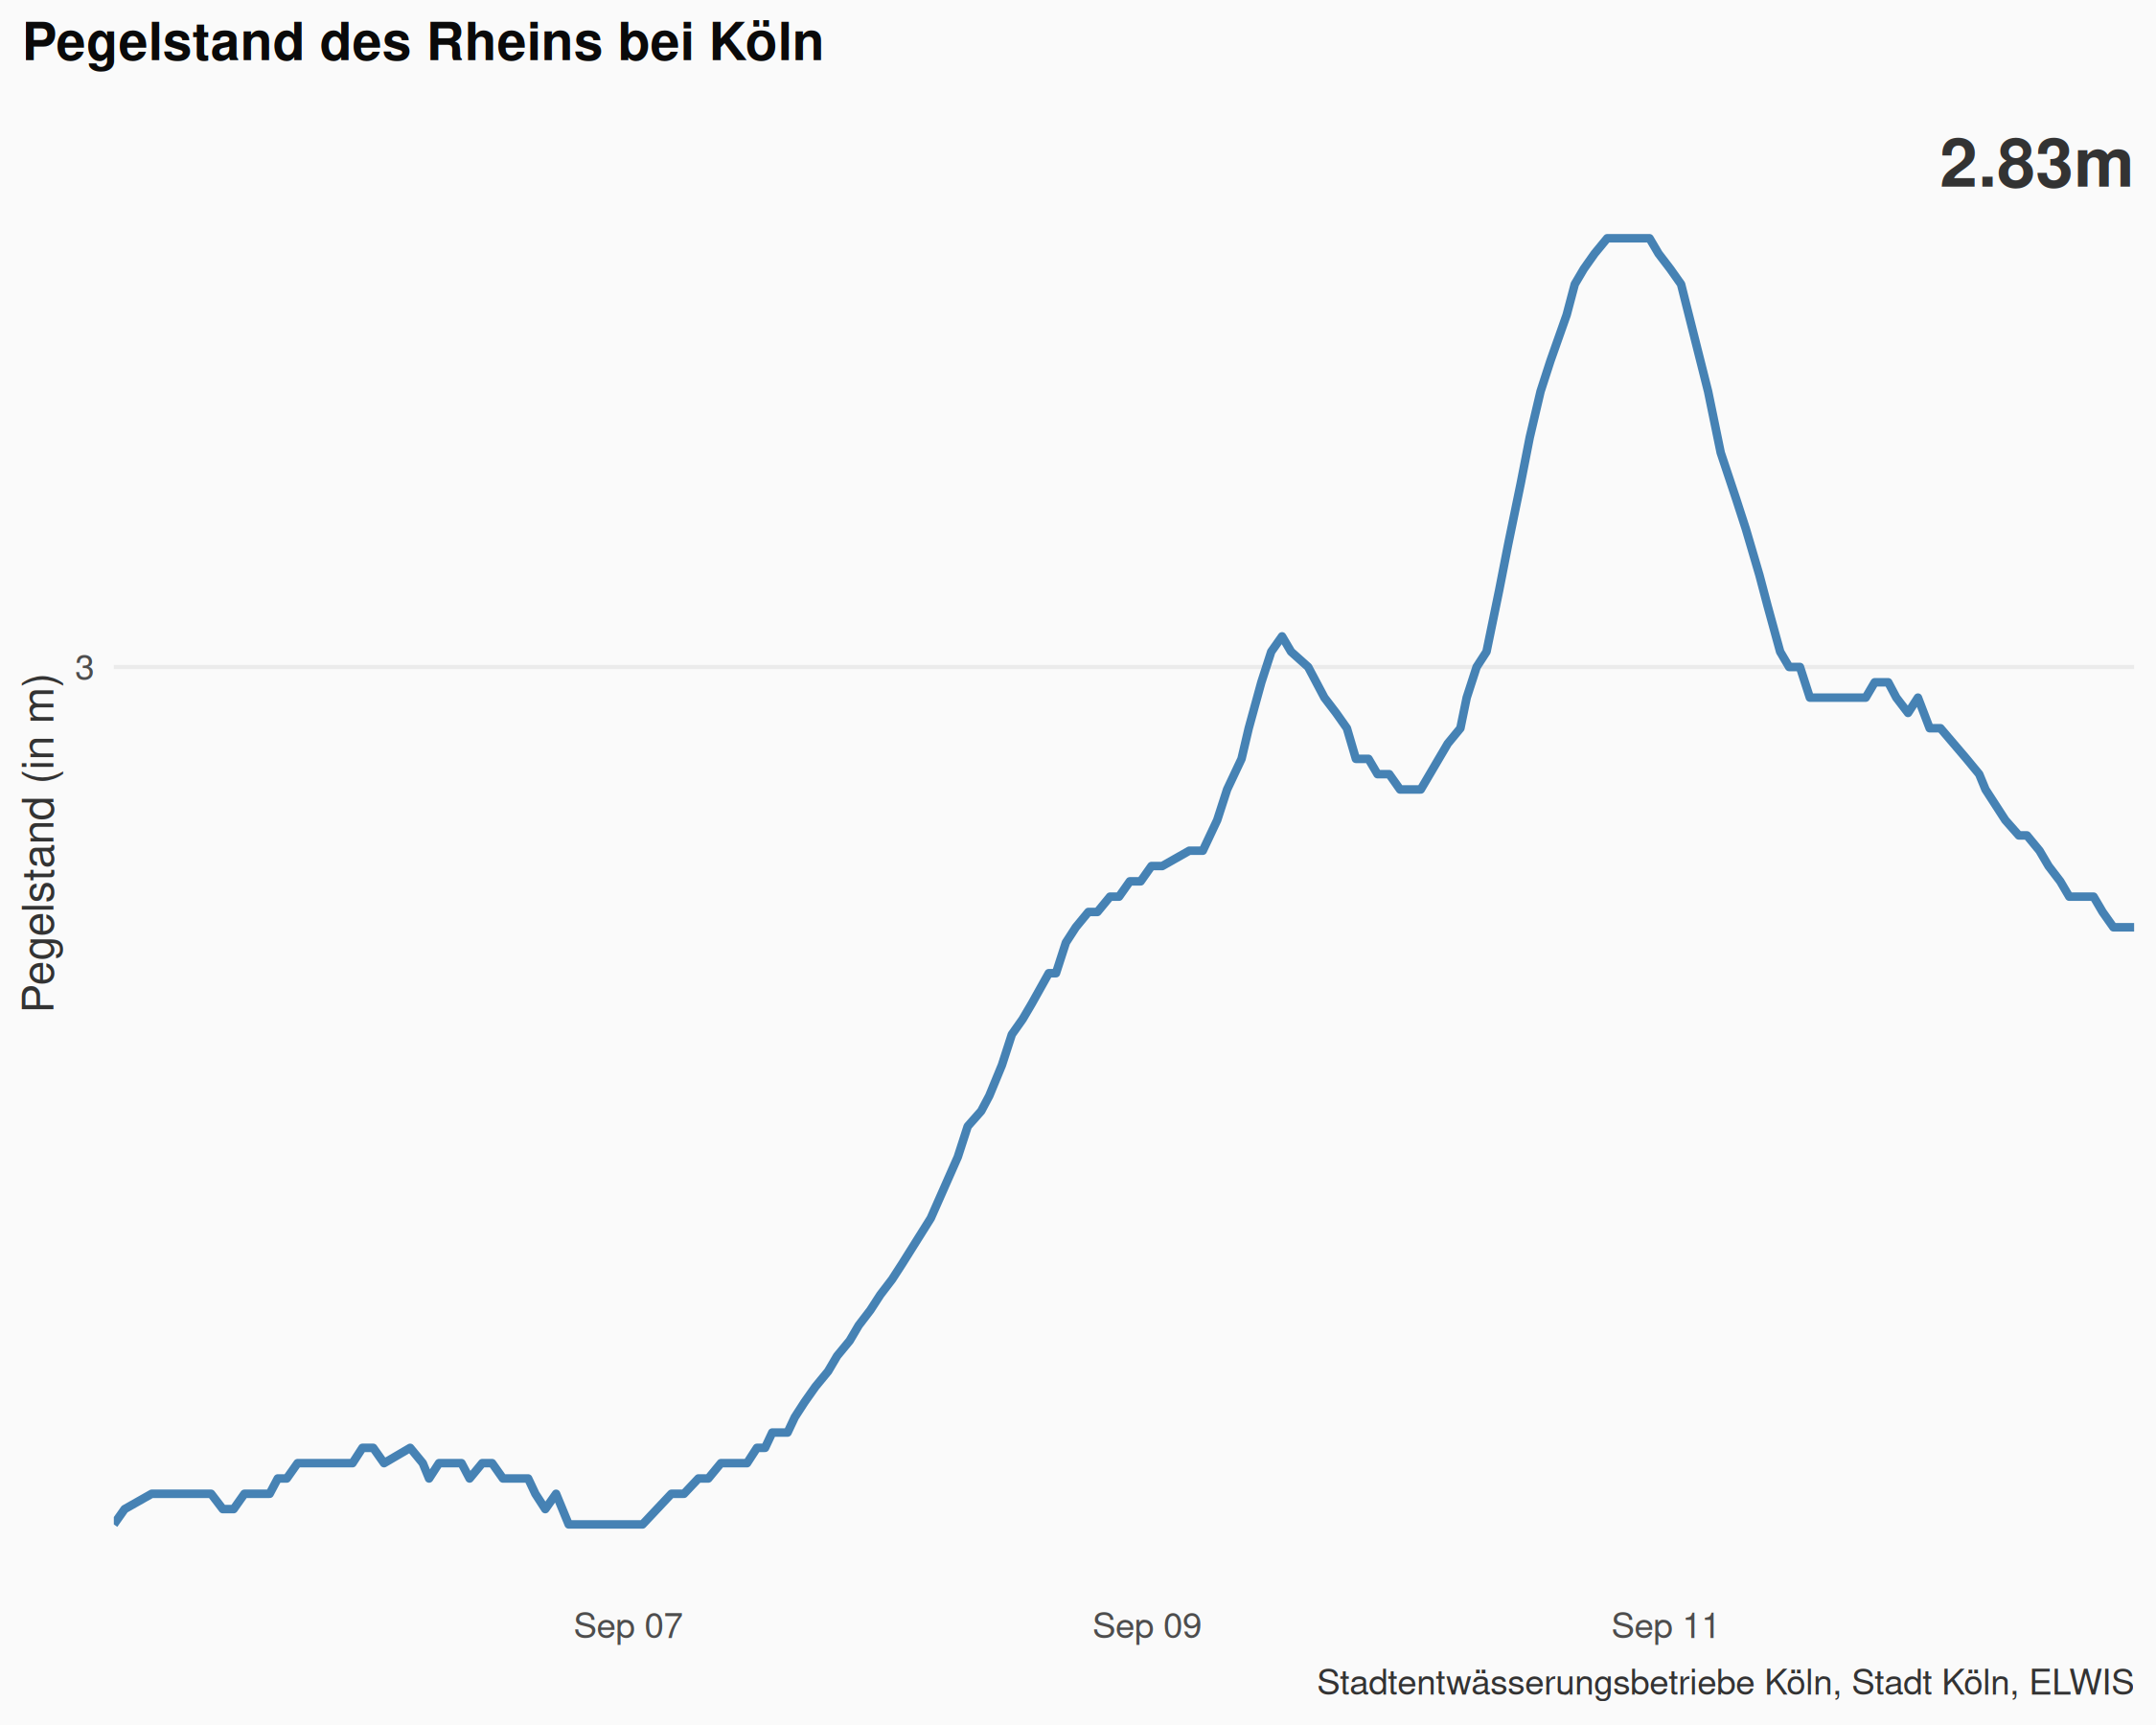 Pegelstand des Rheins bei Köln
2.83m
3
Pegelstand (in m)
Sep 07
Sep 09
Sep 11
Stadtentwässerungsbetriebe Köln, Stadt Köln, ELWIS